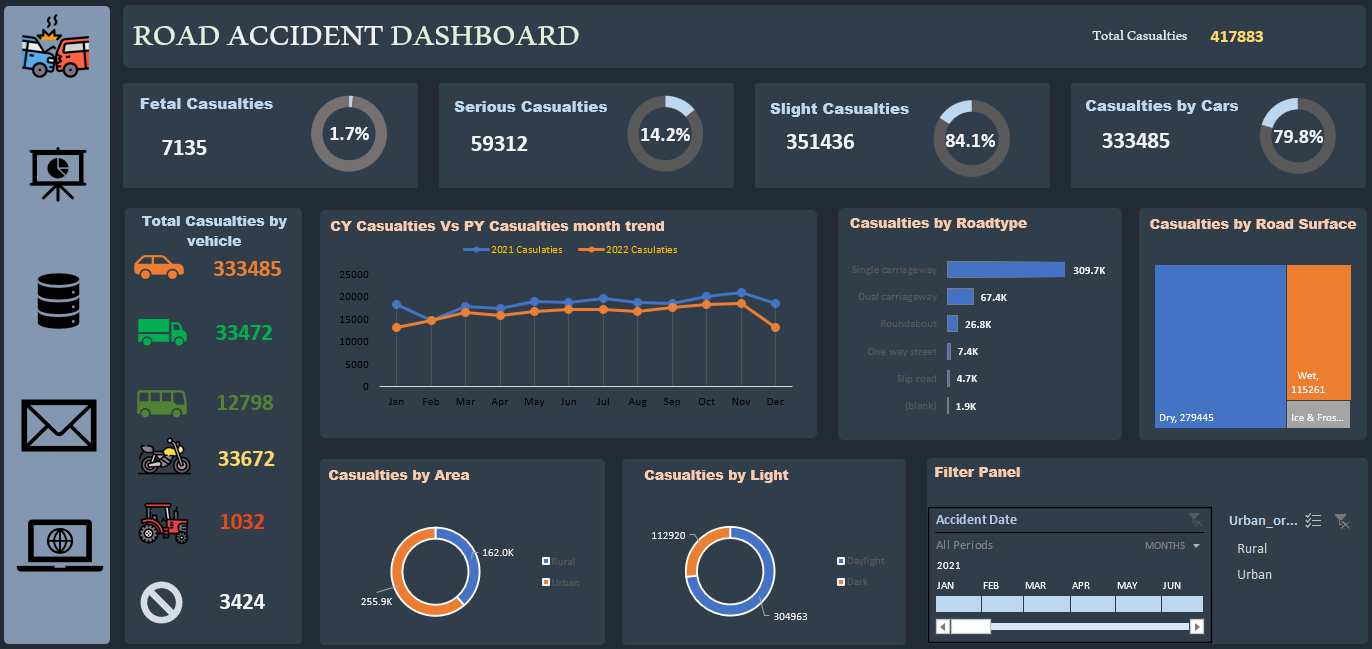 ROAD ACCIDENT DASHBOARD
Total Casualties 417883
Fetal Casualties
7135
1.7%
Serious Casualties
59312
14.2%
Slight Casualties
351436
84.1%
Casualties by Cars
333485
79.8%
Total Casualties by
vehicle
333485
33472
12798
33672
1032
3424
CY Casualties Vs PY Casualties month trend
2021 Casulaties 2022 Casulaties
25000
20000
15000
10000
5000
0
Jan Feb Mar Apr May Jun Jul Aug Sep Oct Nov Dec
Casualties by Roadtype
Single carriageway 309.7K
Dual carriageway 67.4K
Roundabout 26.8K
One way street 7.4K
Slip road 4.7K
(blank) 1.9K
Casualties by Road Surface
Dry, 279445
Wet,
115261
Ice & Fros...
Casualties by Area
162.0K
255.9K
Rural
Urban
Casualties by Light
112920
304963
Daylight
Dark
Filter Panel
Accident Date
All Periods MONTHS
2021
JAN FEB MAR APR MAY JUN
Urban_or...
Rural
Urban